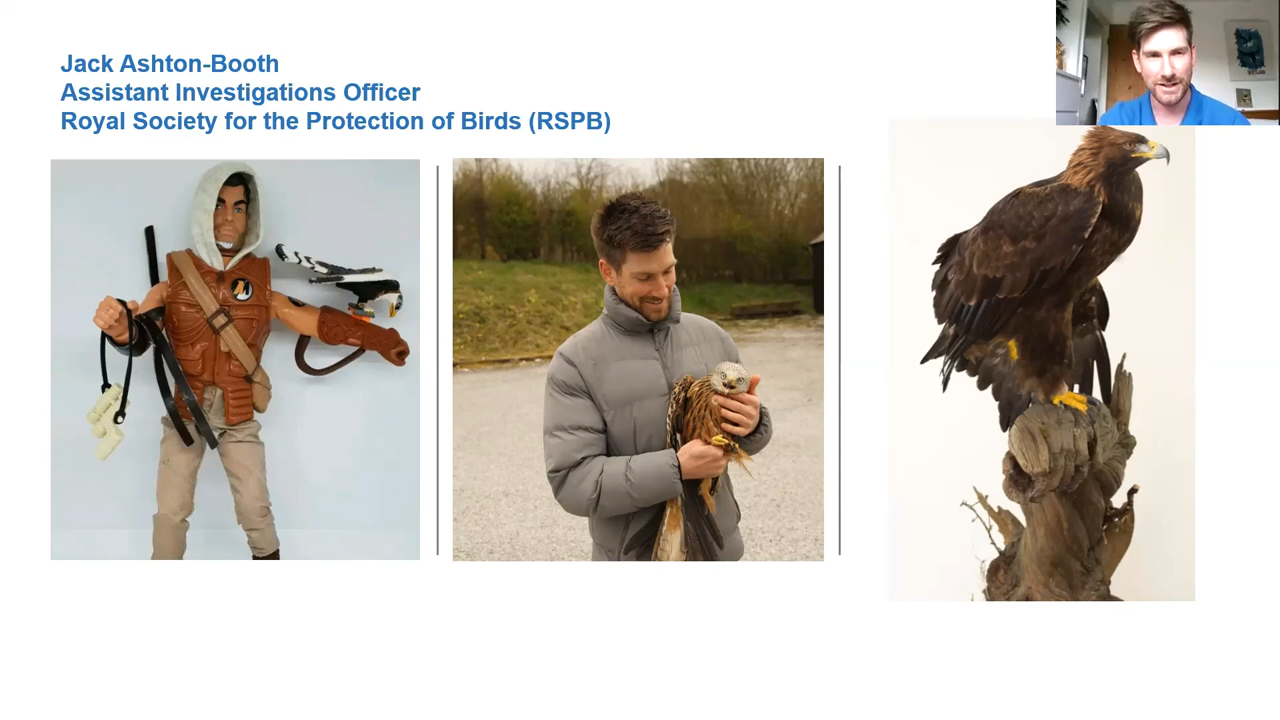 Jack Ashton-Booth
Assistant Investigations Officer
Royal Society for the Protection of Birds (RSPB)